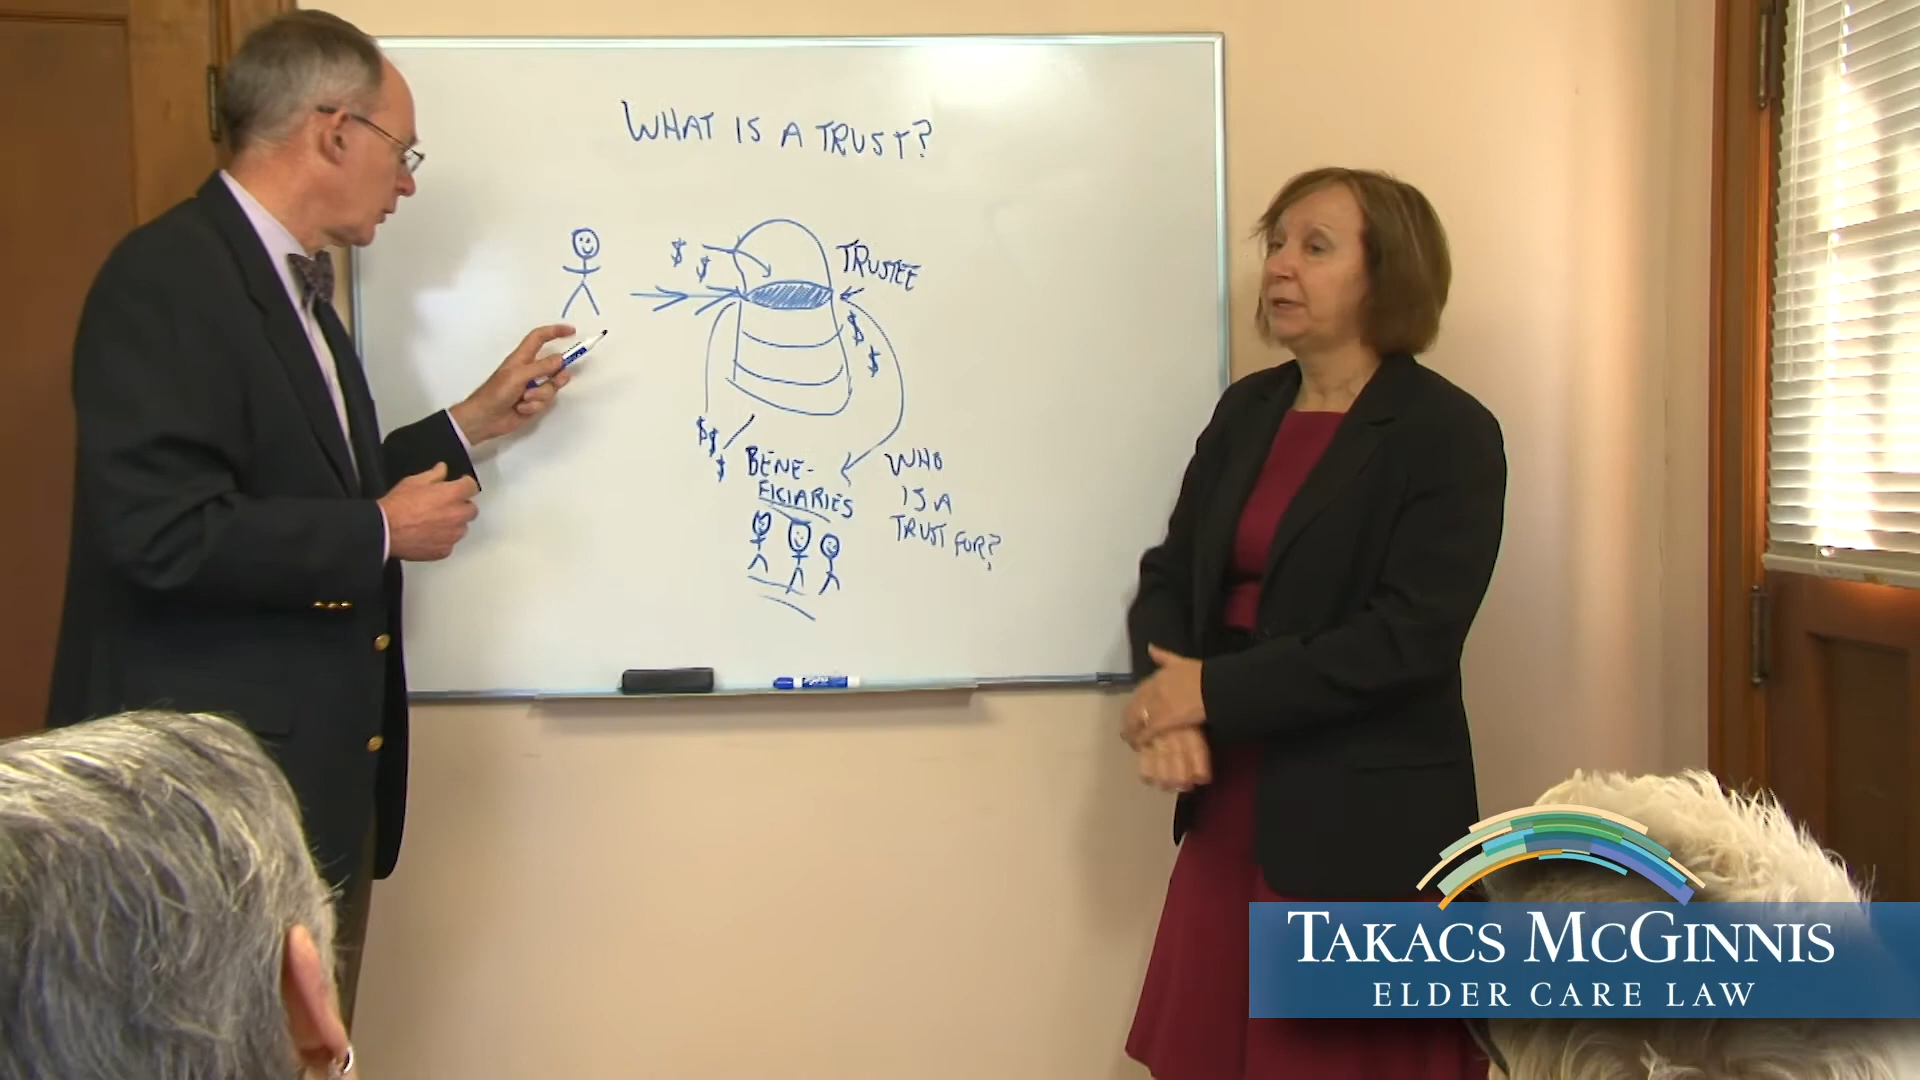 WHAT IS A TRUST?
$
$
TRUSTEE
$
$
$
$
$
BENE-
FICIARIES
WHO
IS A
TRUST FOR?
TAKACS MCGINNIS
ELDER CARE LAW